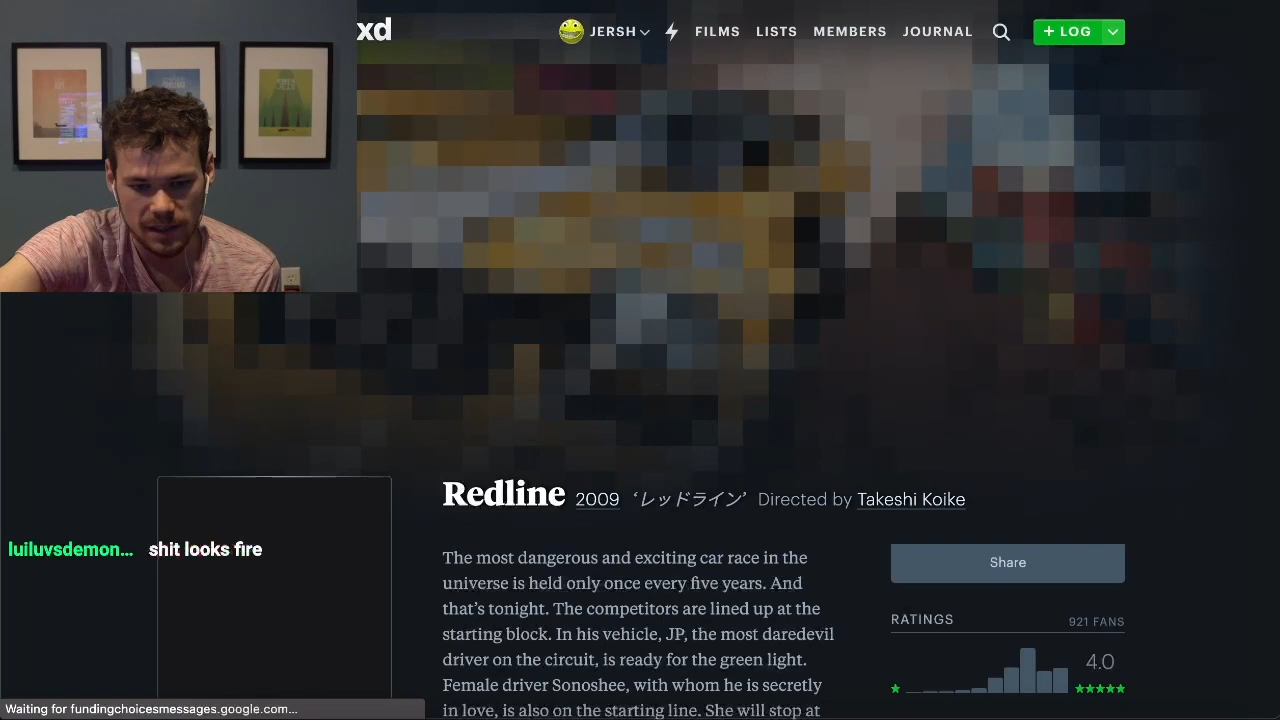 xd
JERSH
FILMS
LISTS
MEMBERS
JOURNAL
+ LOG
Redline 2009 ‘レッドライン’ Directed by Takeshi Koike
luiluvsdemon... shit looks fire
The most dangerous and exciting car race in the
universe is held only once every five years. And
that’s tonight. The competitors are lined up at the
starting block. In his vehicle, JP, the most daredevil
driver on the circuit, is ready for the green light.
Female driver Sonoshee, with whom he is secretly
in love, is also on the starting line. She will stop at
Share
RATINGS
921 FANS
4.0
★
★★★★★
Waiting for fundingchoicesmessages.google.com...